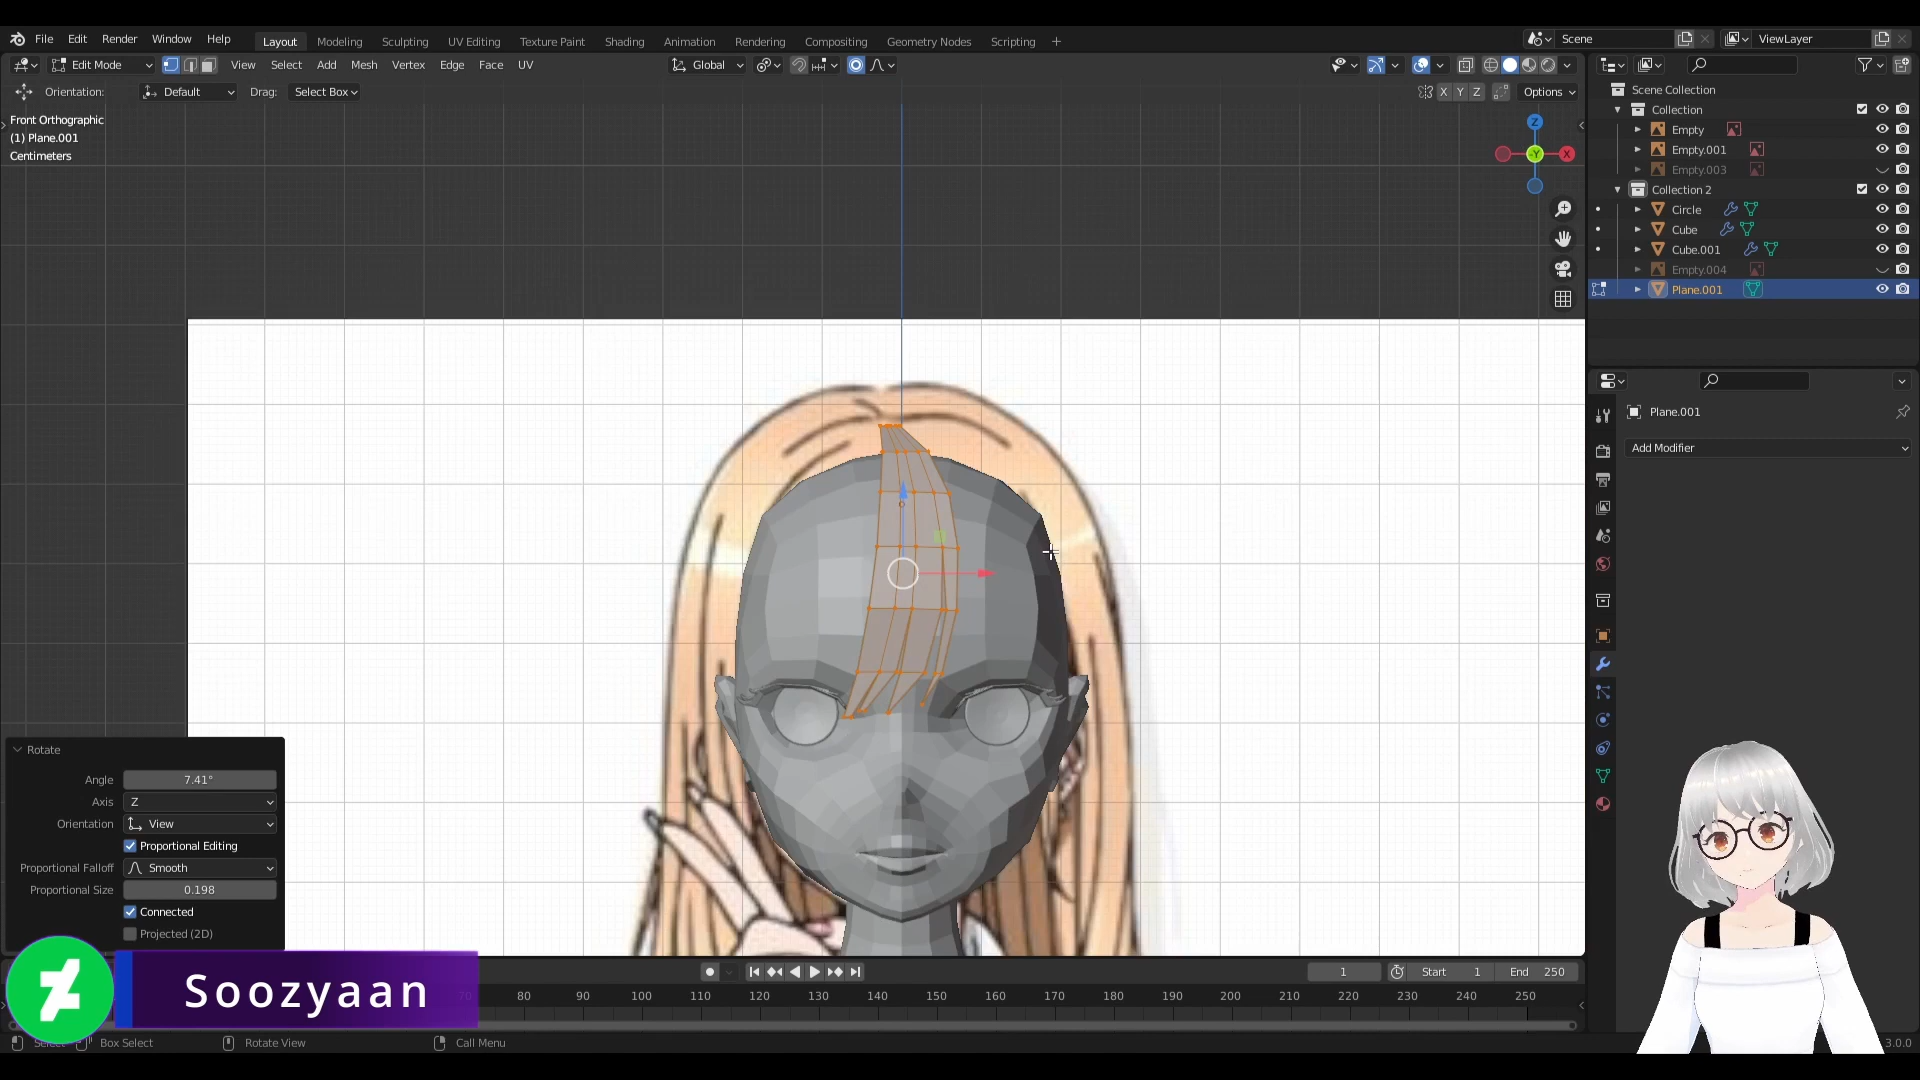 File Edit Render Window Help Layout Modeling Sculpting UV Editing Texture Paint Shading Animation Rendering Compositing Geometry Nodes Scripting + Scene ViewLayer
Edit Mode View Select Add Mesh Vertex Edge Face UV Global
Orientation: Default Drag: Select Box X Y Z Options
Front Orthographic
(1) Plane.001
Centimeters
Z
-Y
X
Scene Collection
Collection
Empty
Empty.001
Empty.003
Collection 2
Circle
Cube
Cube.001
Empty.004
Plane.001
Plane.001
Add Modifier
Rotate
Angle 7.41°
Axis Z
Orientation View
Proportional Editing
Proportional Falloff Smooth
Proportional Size 0.198
Connected
Projected (2D)
Soozyaan
1 Start 1 End 250
70 80 90 100 110 120 130 140 150 160 170 180 190 200 210 220 230 240 250
Select Box Select Rotate View Call Menu 3.0.0